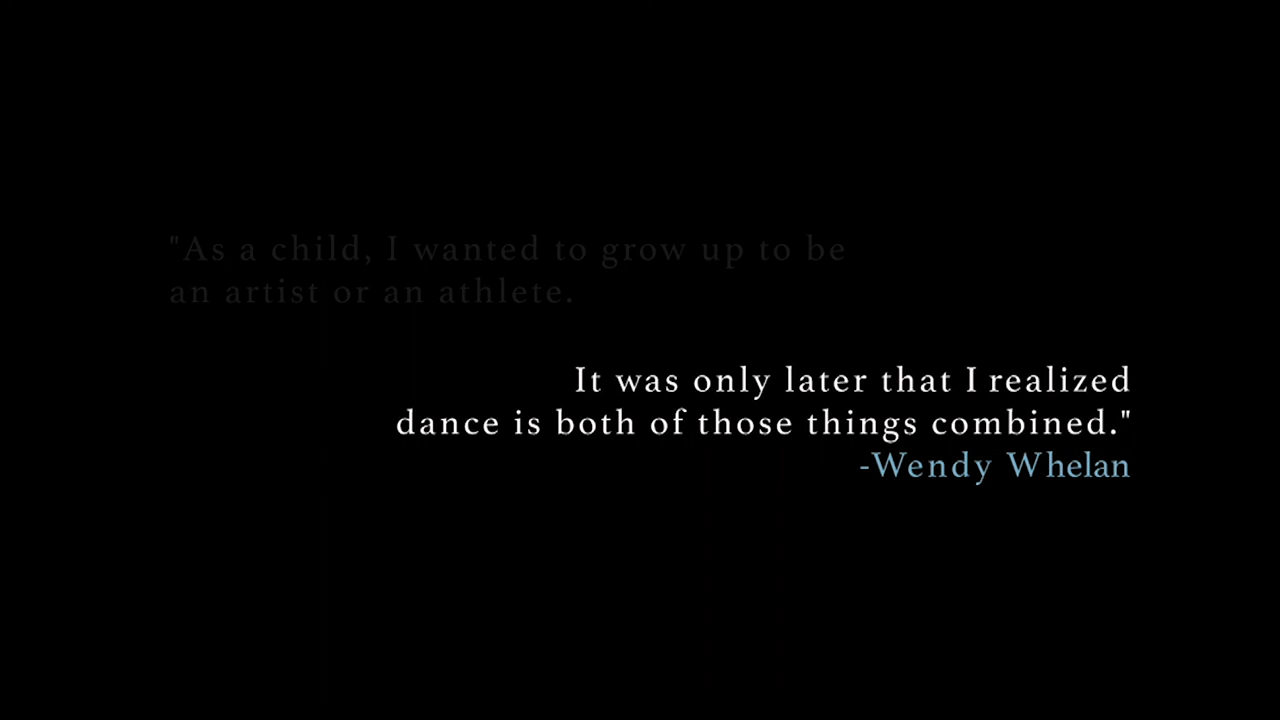 "As a child, I wanted to grow up to be
an artist or an athlete.
It was only later that I realized
dance is both of those things combined."
-Wendy Whelan